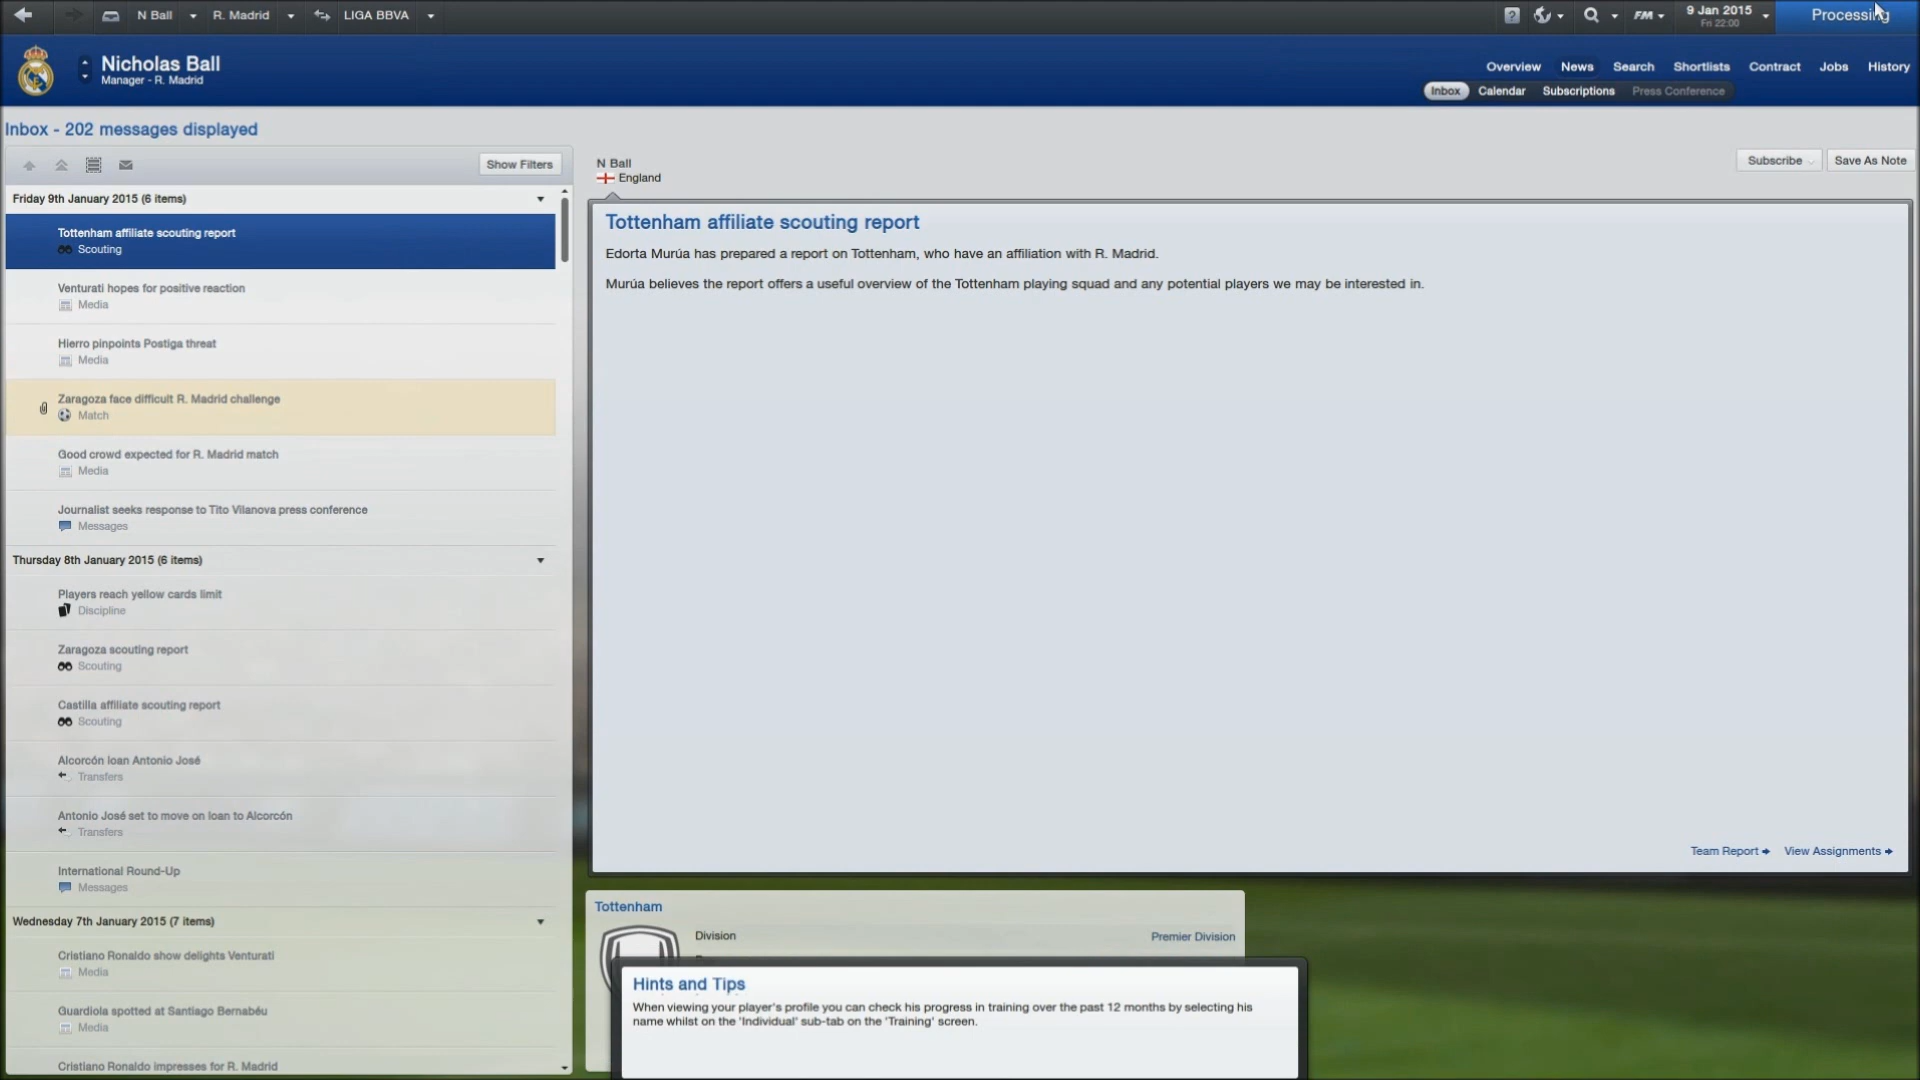 N Ball R. Madrid LIGA BBVA FM 9 Jan 2015 Processing
Fri 22:00
Nicholas Ball
Manager - R. Madrid
Overview News Search Shortlists Contract Jobs History
Inbox Calendar Subscriptions Press Conference
Inbox - 202 messages displayed
Show Filters
Friday 9th January 2015 (6 items)
Tottenham affiliate scouting report
Scouting
Venturati hopes for positive reaction
Media
Hierro pinpoints Postiga threat
Media
Zaragoza face difficult R. Madrid challenge
Match
Good crowd expected for R. Madrid match
Media
Journalist seeks response to Tito Vilanova press conference
Messages
Thursday 8th January 2015 (6 items)
Players reach yellow cards limit
Discipline
Zaragoza scouting report
Scouting
Castilla affiliate scouting report
Scouting
Alcorcón loan Antonio José
Transfers
Antonio José set to move on loan to Alcorcón
Transfers
International Round-Up
Messages
Wednesday 7th January 2015 (7 items)
Cristiano Ronaldo show delights Venturati
Media
Guardiola spotted at Santiago Bernabéu
Media
Cristiano Ronaldo impresses for R. Madrid
N Ball
England
Subscribe Save As Note
Tottenham affiliate scouting report
Edorta Murúa has prepared a report on Tottenham, who have an affiliation with R. Madrid.
Murúa believes the report offers a useful overview of the Tottenham playing squad and any potential players we may be interested in.
Team Report View Assignments
Tottenham
Division Premier Division
Hints and Tips
When viewing your player's profile you can check his progress in training over the past 12 months by selecting his
name whilst on the 'Individual' sub-tab on the 'Training' screen.